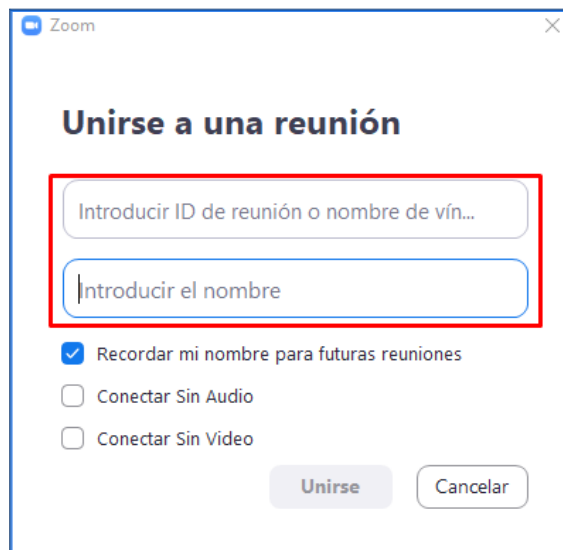 Zoom
Unirse a una reunión
Introducir ID de reunión o nombre de vín...
Introducir el nombre
Recordar mi nombre para futuras reuniones
Conectar Sin Audio
Conectar Sin Video
Unirse Cancelar